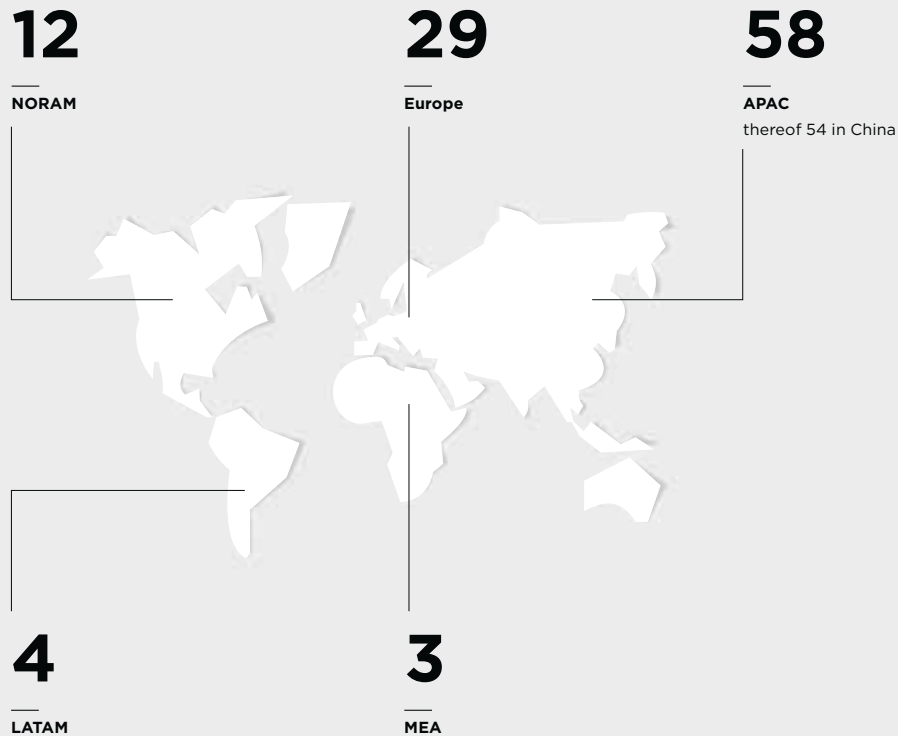 12
NORAM
29
Europe
58
APAC
thereof 54 in China
4
LATAM
3
MEA